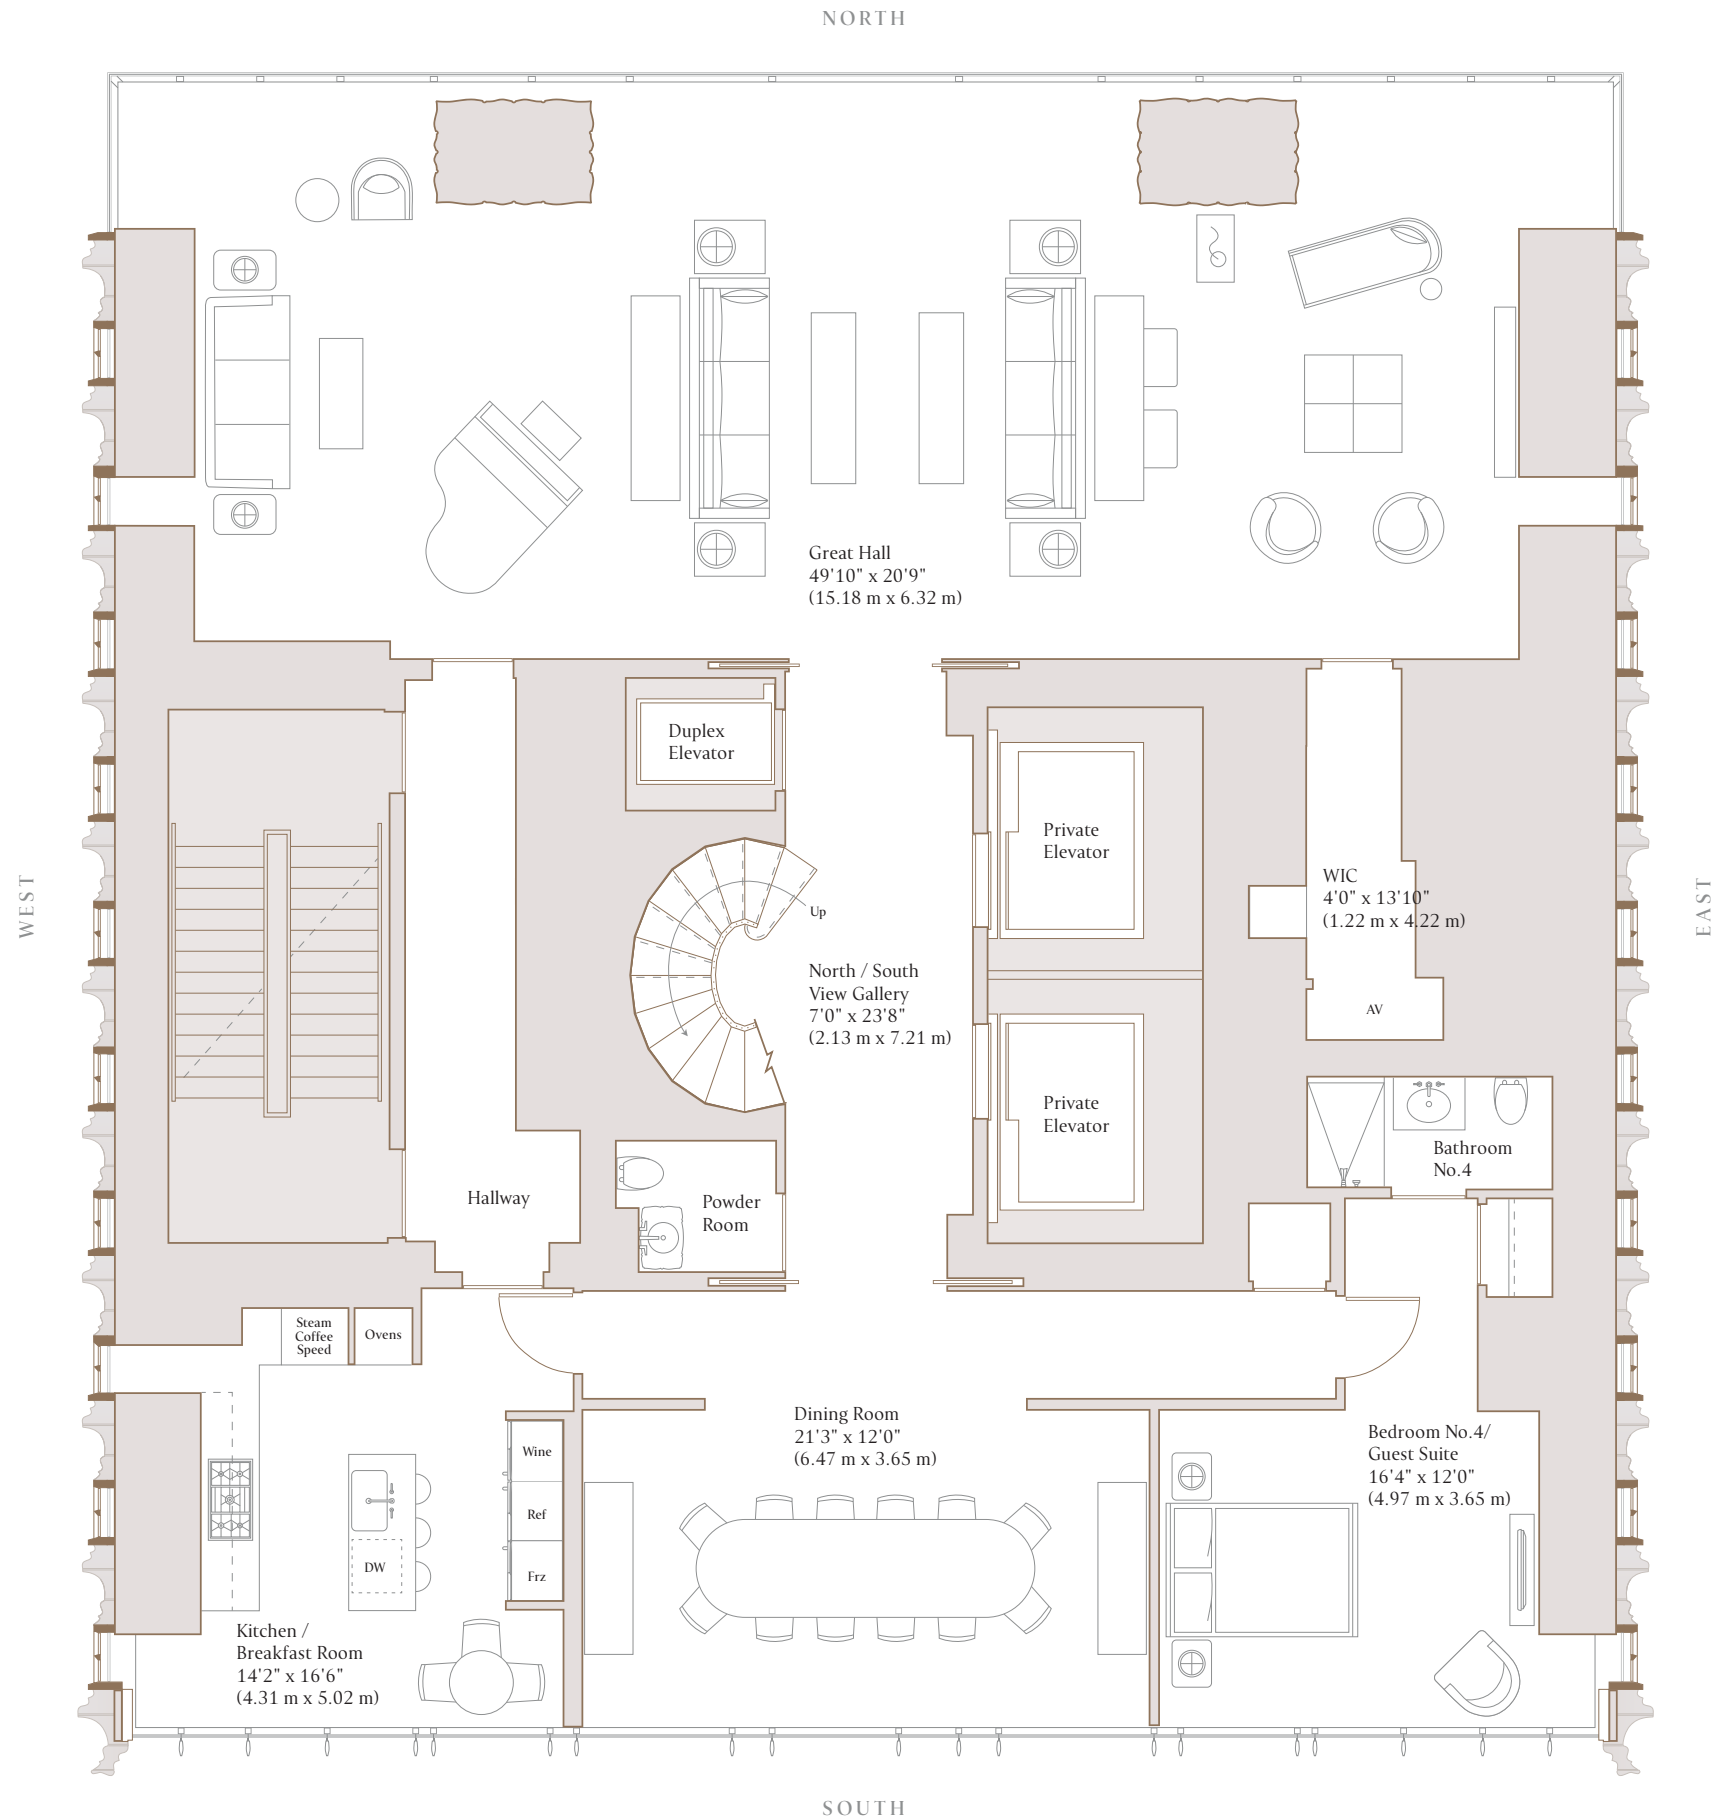 NORTH
Great Hall
49'10" x 20'9"
(15.18 m x 6.32 m)
Duplex
Elevator
Private
Elevator
WIC
4'0" x 13'10"
(1.22 m x 4.22 m)
WEST
EAST
Up
North / South
View Gallery
7'0" x 23'8"
(2.13 m x 7.21 m)
AV
Private
Elevator
Bathroom
No.4
Hallway
Powder
Room
Steam
Coffee
Speed
Ovens
Dining Room
21'3" x 12'0"
(6.47 m x 3.65 m)
Bedroom No.4/
Guest Suite
16'4" x 12'0"
(4.97 m x 3.65 m)
Wine
Ref
DW
Frz
Kitchen /
Breakfast Room
14'2" x 16'6"
(4.31 m x 5.02 m)
SOUTH